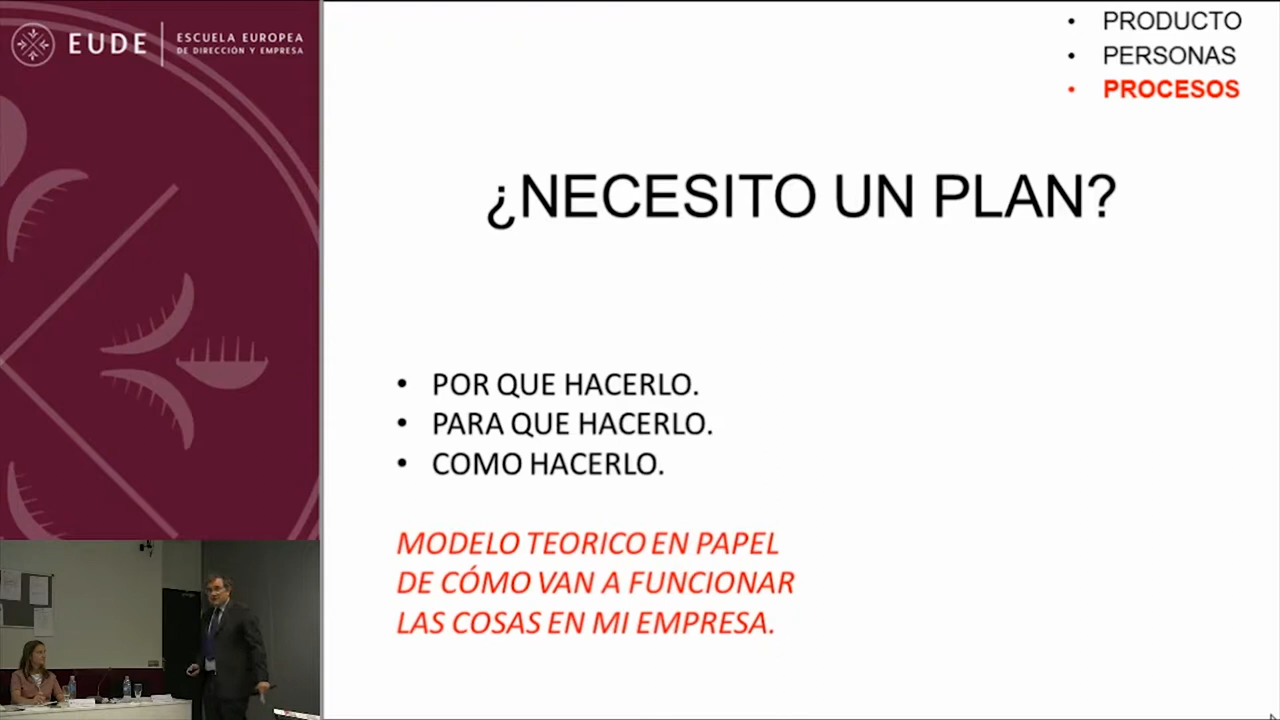 EUDE
ESCUELA EUROPEA
DE DIRECCIÓN Y EMPRESA
• PRODUCTO
• PERSONAS
• PROCESOS
¿NECESITO UN PLAN?
• POR QUE HACERLO.
• PARA QUE HACERLO.
• COMO HACERLO.
MODELO TEORICO EN PAPEL
DE CÓMO VAN A FUNCIONAR
LAS COSAS EN MI EMPRESA.